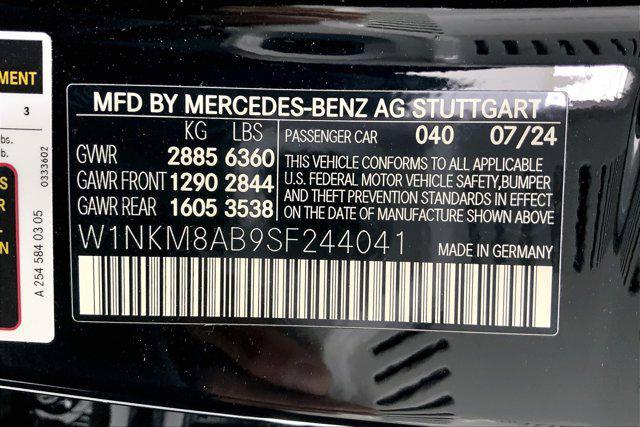 MENT
3
bs.
b.
0333602
A 254 584 03 05
MFD BY MERCEDES-BENZ AG STUTTGART
KG LBS
GVWR 2885 6360
GAWR FRONT 1290 2844
GAWR REAR 1605 3538
PASSENGER CAR 040 07/24
THIS VEHICLE CONFORMS TO ALL APPLICABLE
U.S. FEDERAL MOTOR VEHICLE SAFETY,BUMPER
AND THEFT PREVENTION STANDARDS IN EFFECT
ON THE DATE OF MANUFACTURE SHOWN ABOVE
W1NKM8AB9SF244041 MADE IN GERMANY